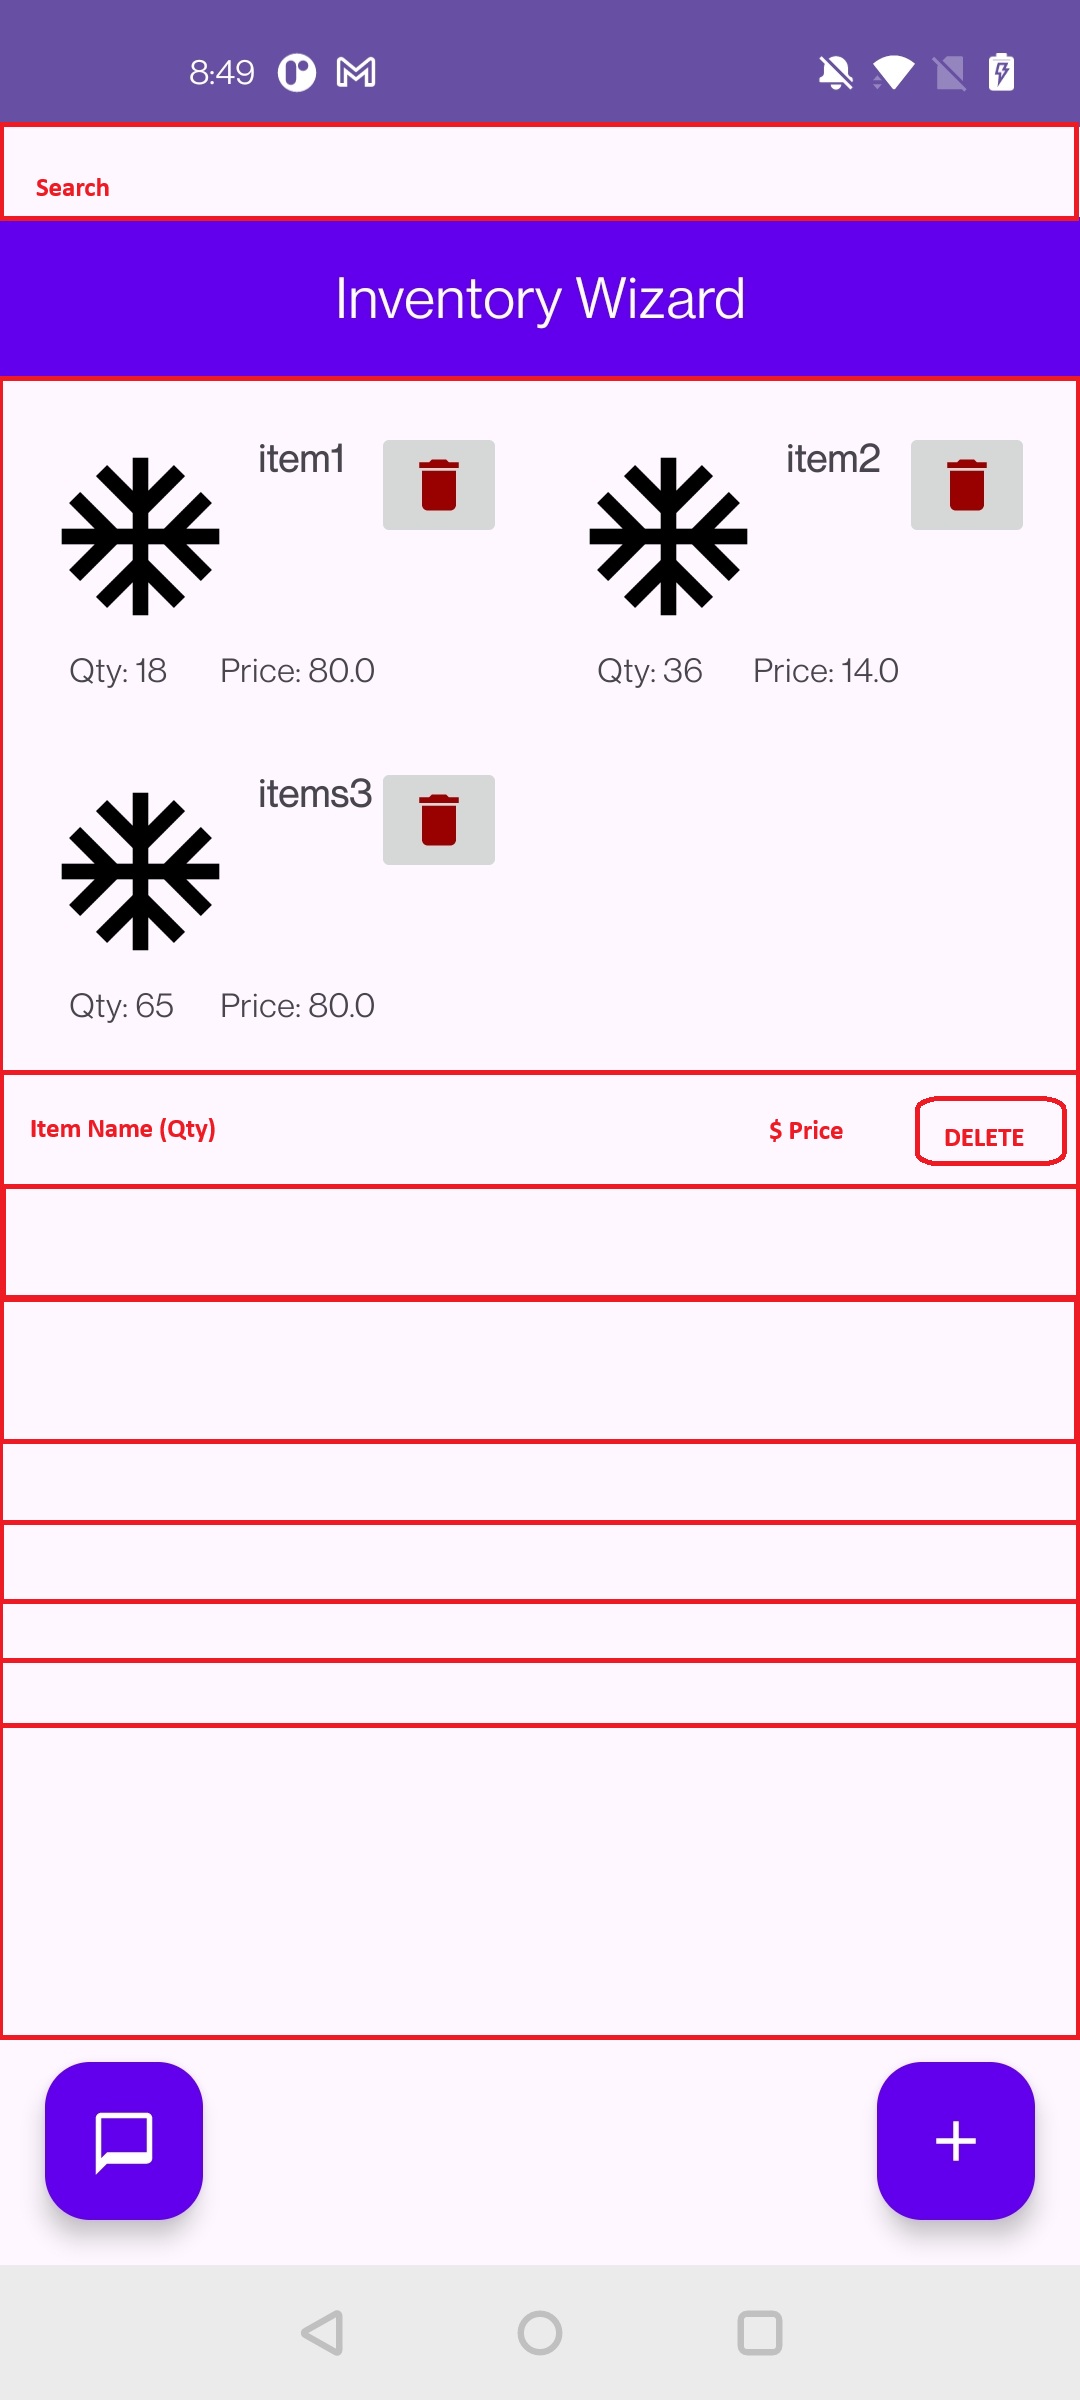 8:49
Search
Inventory Wizard
item1
item2
Qty: 18 Price: 80.0
Qty: 36 Price: 14.0
items3
Qty: 65 Price: 80.0
Item Name (Qty) $ Price DELETE